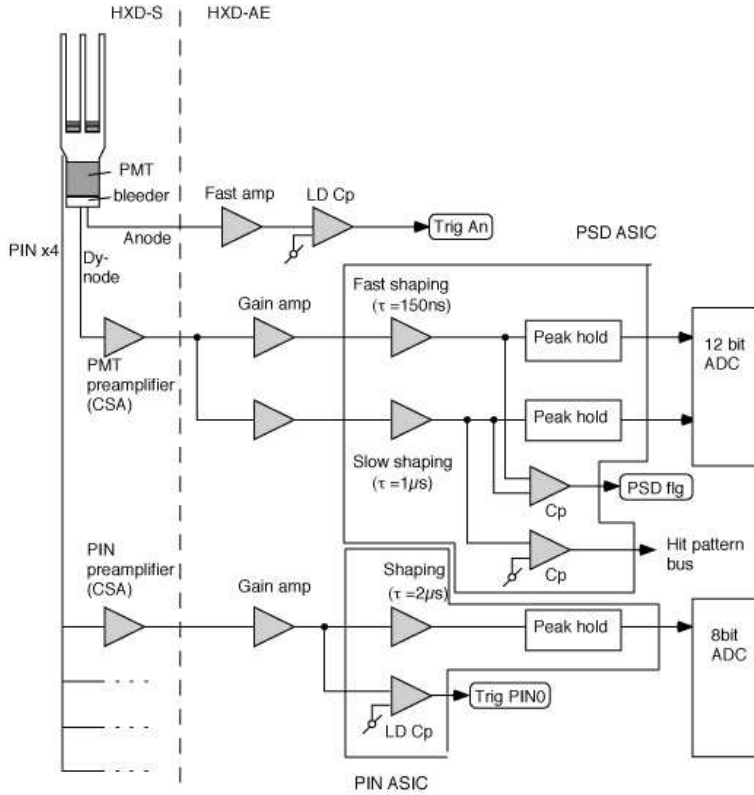 HXD-S
HXD-AE
PMT
bleeder
Fast amp
LD Cp
Anode
Trig An
PSD ASIC
PIN x4
Dy-
node
Gain amp
Fast shaping
(τ =150ns)
Peak hold
12 bit
ADC
PMT
preamplifier
(CSA)
Peak hold
Slow shaping
(τ =1μs)
PSD flg
Cp
PIN
preamplifier
(CSA)
Gain amp
Shaping
(τ =2μs)
Cp
Hit pattern
bus
Peak hold
8bit
ADC
Trig PIN0
LD Cp
PIN ASIC